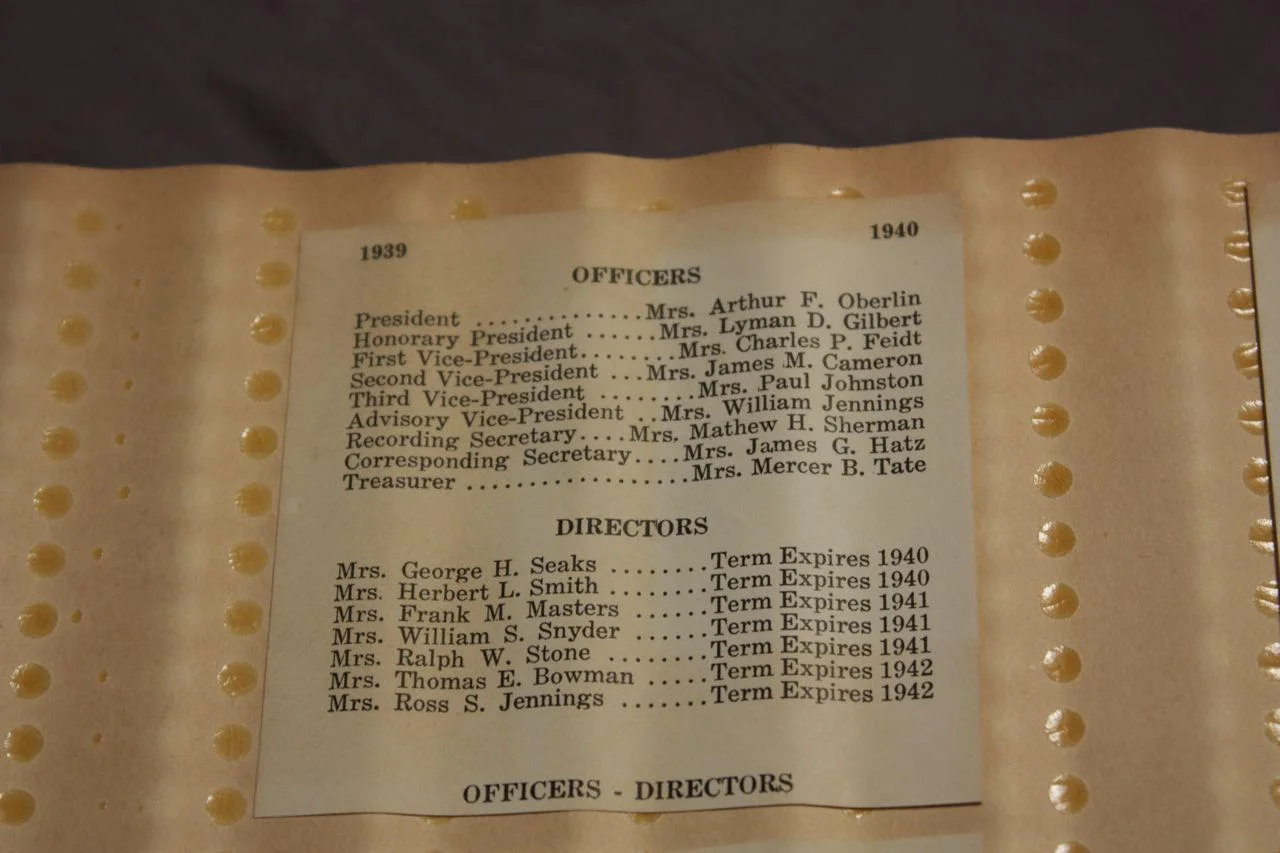 1939 1940
OFFICERS
President ..............Mrs. Arthur F. Oberlin
Honorary President ......Mrs. Lyman D. Gilbert
First Vice-President........Mrs. Charles P. Feidt
Second Vice-President ...Mrs. James M. Cameron
Third Vice-President ........Mrs. Paul Johnston
Advisory Vice-President ..Mrs. William Jennings
Recording Secretary....Mrs. Mathew H. Sherman
Corresponding Secretary....Mrs. James G. Hatz
Treasurer ..................Mrs. Mercer B. Tate
DIRECTORS
Mrs. George H. Seaks ........Term Expires 1940
Mrs. Herbert L. Smith ........Term Expires 1940
Mrs. Frank M. Masters ......Term Expires 1941
Mrs. William S. Snyder ......Term Expires 1941
Mrs. Ralph W. Stone ........Term Expires 1941
Mrs. Thomas E. Bowman .....Term Expires 1942
Mrs. Ross S. Jennings .......Term Expires 1942
OFFICERS - DIRECTORS